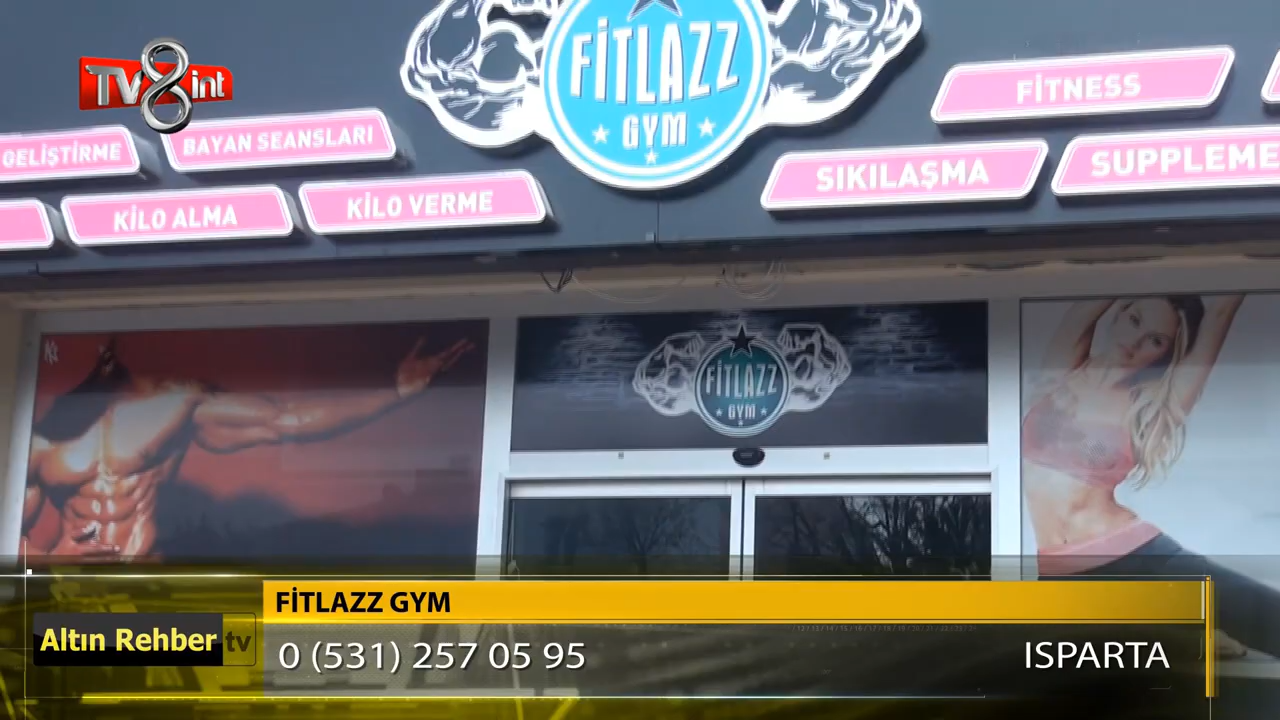 TV8int
FİTLAZZ
GYM
FİTNESS
GELİŞTİRME
BAYAN SEANSLARI
SIKILAŞMA
SUPPLEME
KİLO ALMA
KİLO VERME
FİTLAZZ
GYM
FİTLAZZ GYM
Altın Rehber tv
0 (531) 257 05 95
ISPARTA